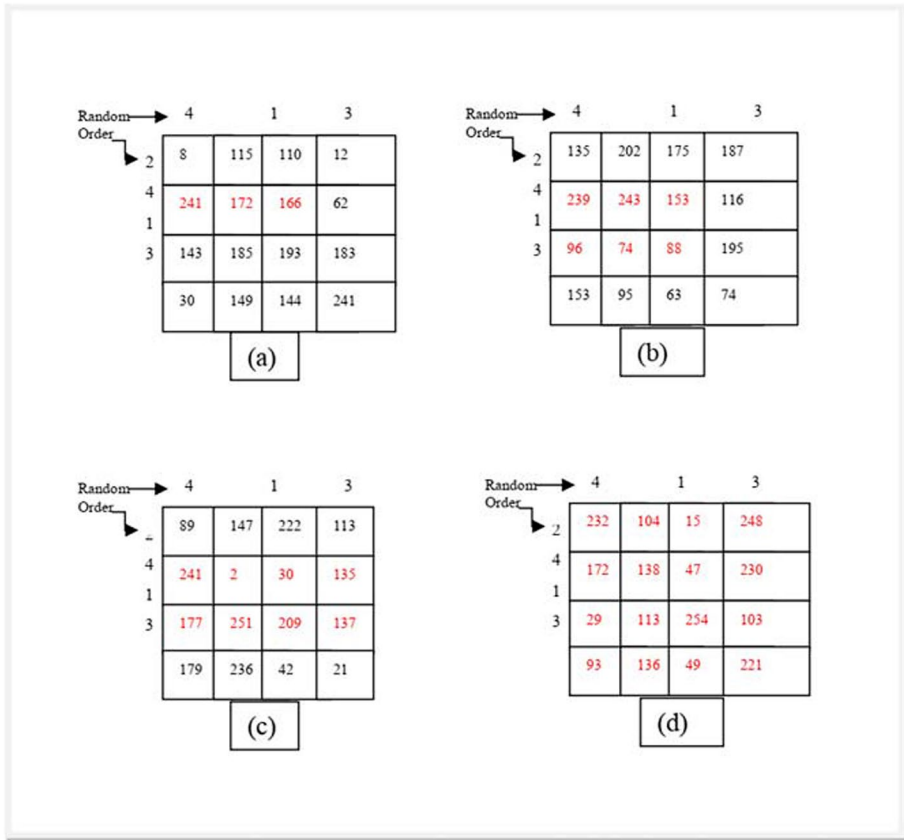 Random 4 1 3
Order
2 8 115 110 12
4 241 172 166 62
1
3 143 185 193 183
30 149 144 241
(a)
Random 4 1 3
Order
2 135 202 175 187
4 239 243 153 116
1
3 96 74 88 195
153 95 63 74
(b)
Random 4 1 3
Order
89 147 222 113
4 241 2 30 135
1
3 177 251 209 137
179 236 42 21
(c)
Random 4 1 3
Order
2 232 104 15 248
4 172 138 47 230
1
3 29 113 254 103
93 136 49 221
(d)